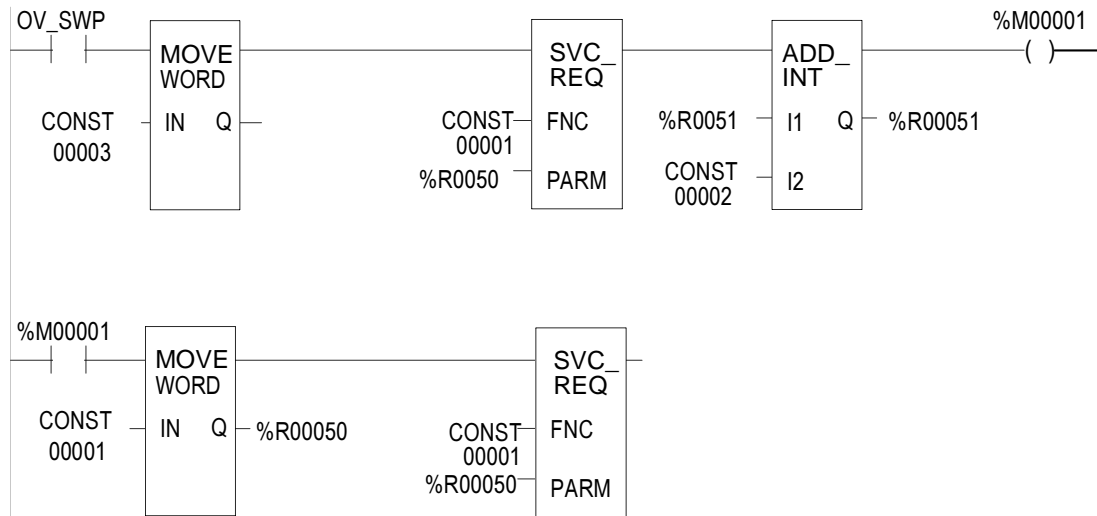 OV_SWP
%M00001
MOVE
WORD
SVC_
REQ
ADD_
INT
CONST
00003
IN Q
CONST
00001
FNC
%R0051
I1 Q
%R00051
%R0050
PARM
CONST
00002
I2
%M00001
MOVE
WORD
SVC_
REQ
CONST
00001
IN Q
%R00050
CONST
00001
FNC
%R00050
PARM
( )